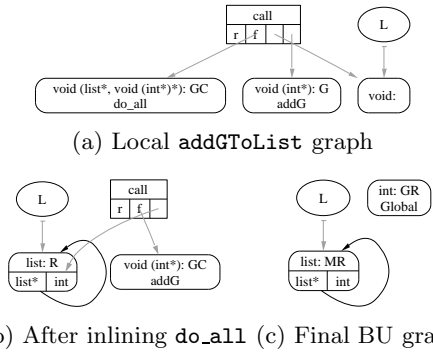 call
L
r f
void (list*, void (int*)*): GC
do_all
void (int*): G
addG
void:
(a) Local addGToList graph
L
call
r f
L
int: GR
Global
list: R
list* int
void (int*): GC
addG
list: MR
list* int
) After inlining do_all (c) Final BU gra